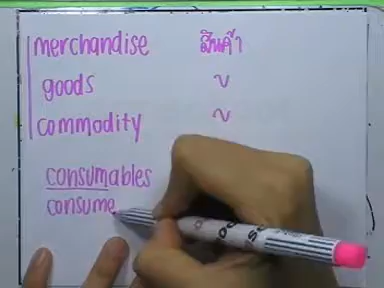 merchandise สินค้า
goods ~
commodity ~
consumables
consume